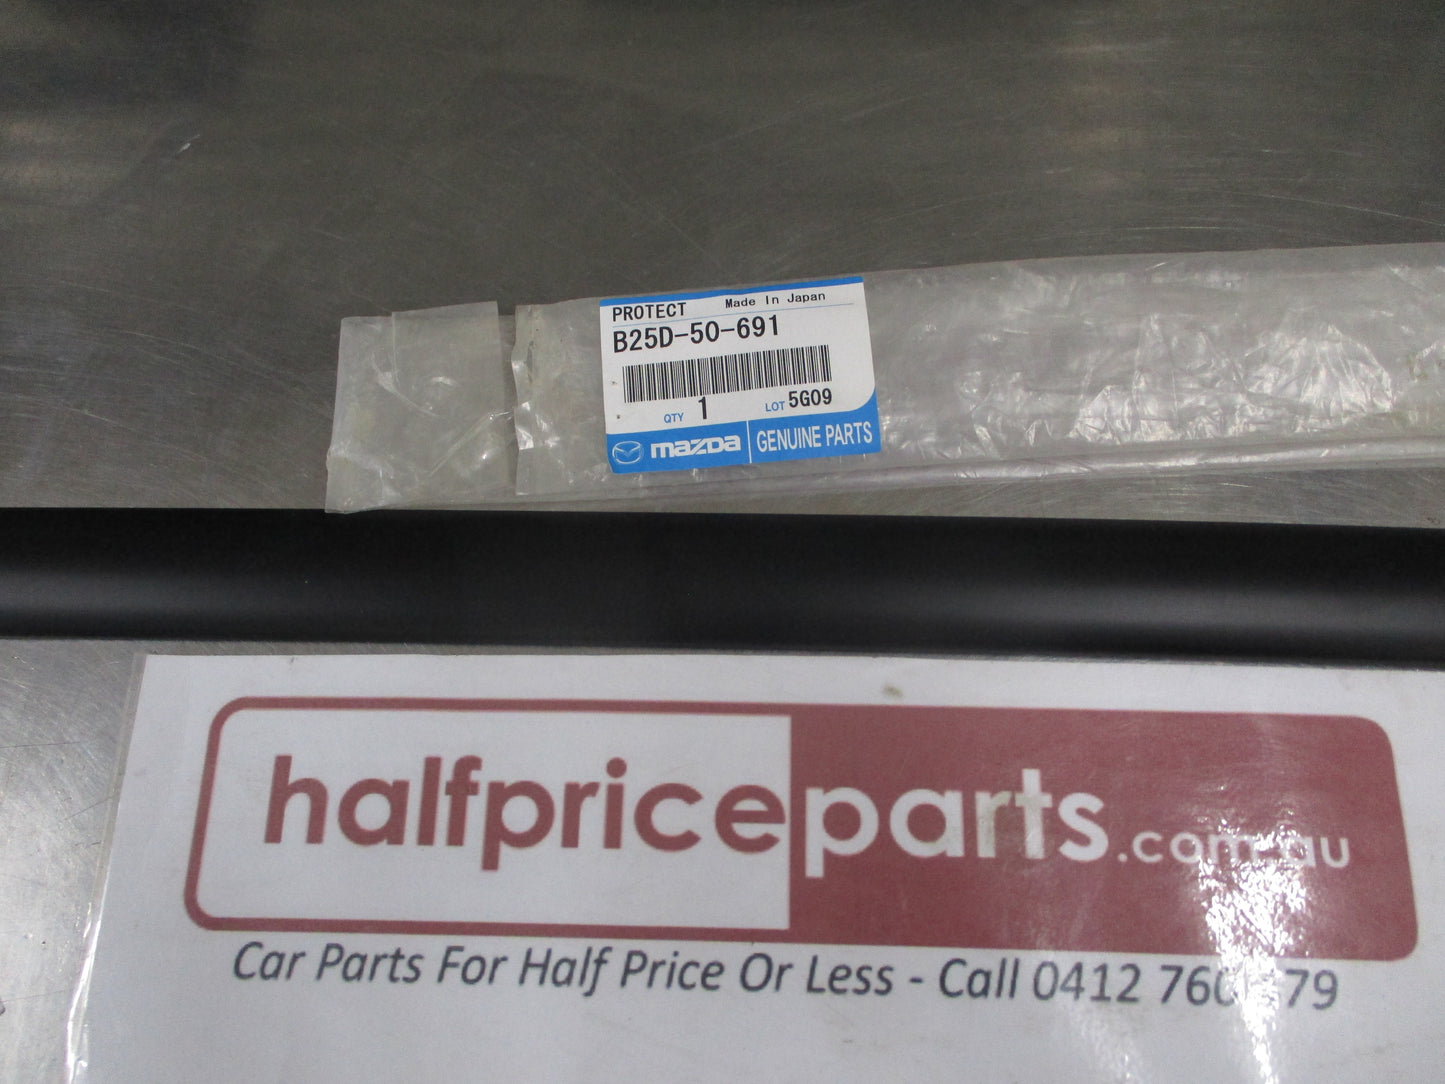 PROTECT Made In Japan
B25D-50-691
QTY 1 LOT 5G09
mazda GENUINE PARTS
halfpriceparts.com.au
Car Parts For Half Price Or Less - Call 0412